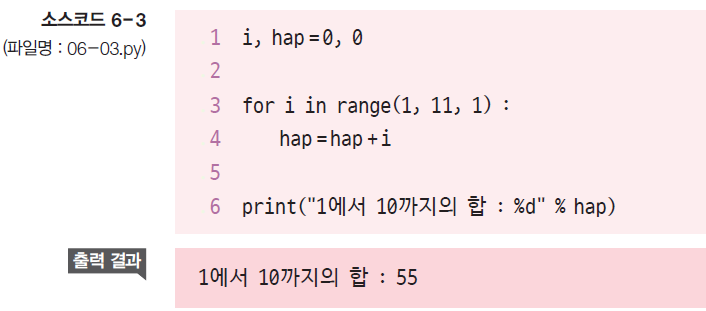 소스코드 6-3
(파일명 : 06-03.py)
1 i, hap=0, 0
2
3 for i in range(1, 11, 1) :
4     hap=hap+i
5
6 print("1에서 10까지의 합 : %d" % hap)
출력 결과
1에서 10까지의 합 : 55